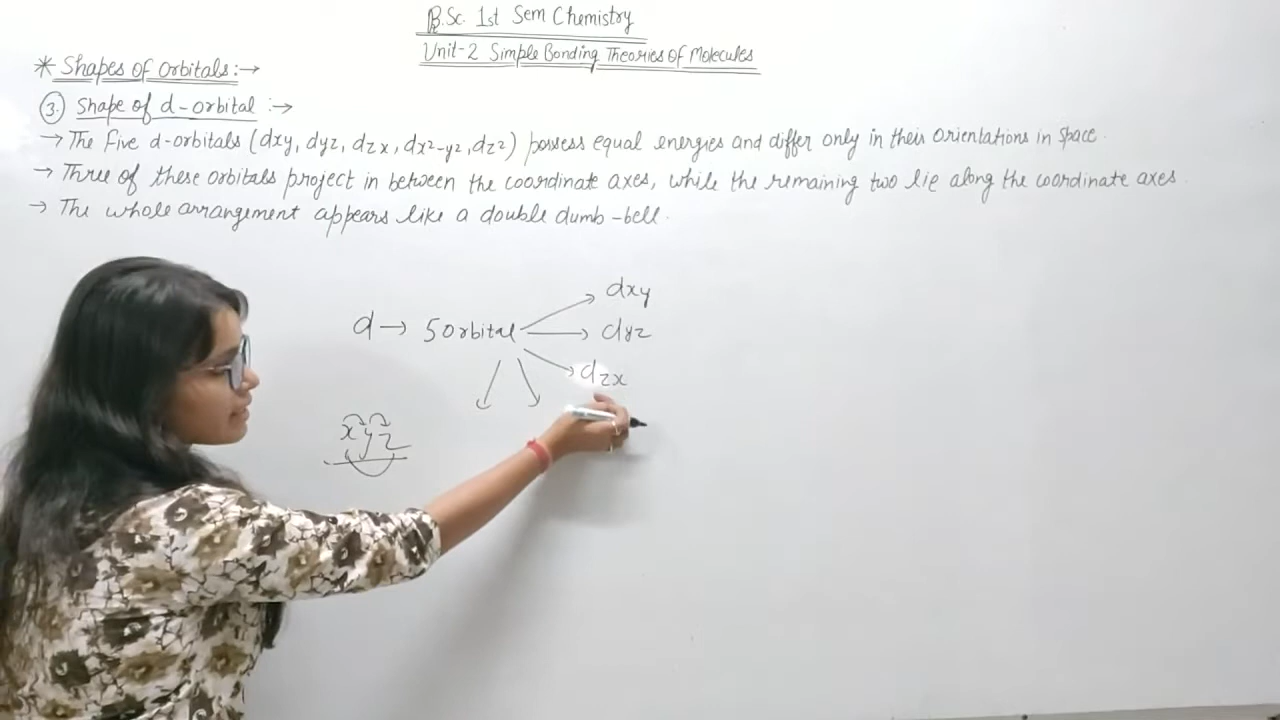 B.Sc. 1st Sem Chemistry
Unit-2 Simple Bonding Theories of Molecules
* Shapes of Orbitals:→
3. Shape of d-orbital :→
→ The five d-orbitals (dxy, dyz, dzx, dx²-y², dz²) possess equal energies and differ only in their orientations in space.
→ Three of these orbitals project in between the coordinate axes, while the remaining two lie along the coordinate axes.
→ The whole arrangement appears like a double dumb-bell.
dxy
d → 5 orbital dyz
dzx
xyz